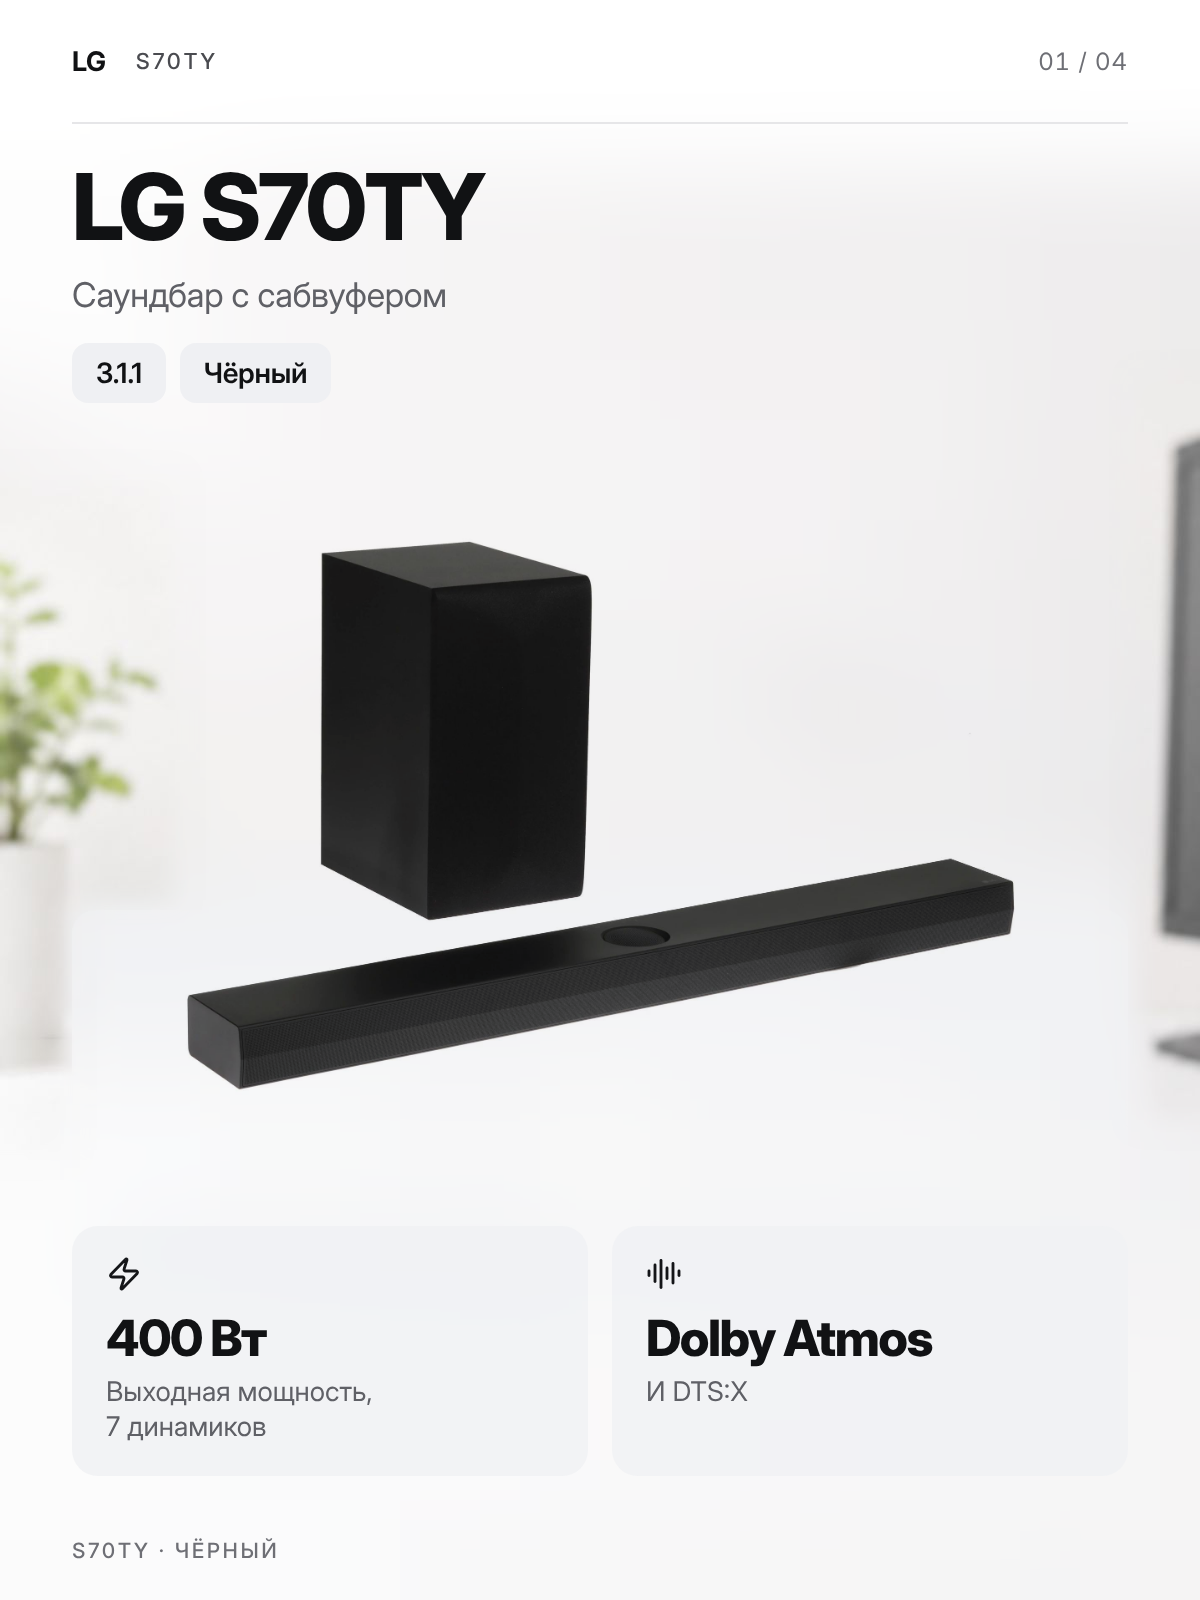 LG S70TY 01 / 04
LG S70TY
Саундбар с сабвуфером
3.1.1 Чёрный
400 Вт
Выходная мощность,
7 динамиков
Dolby Atmos
И DTS:X
S70TY · ЧЁРНЫЙ